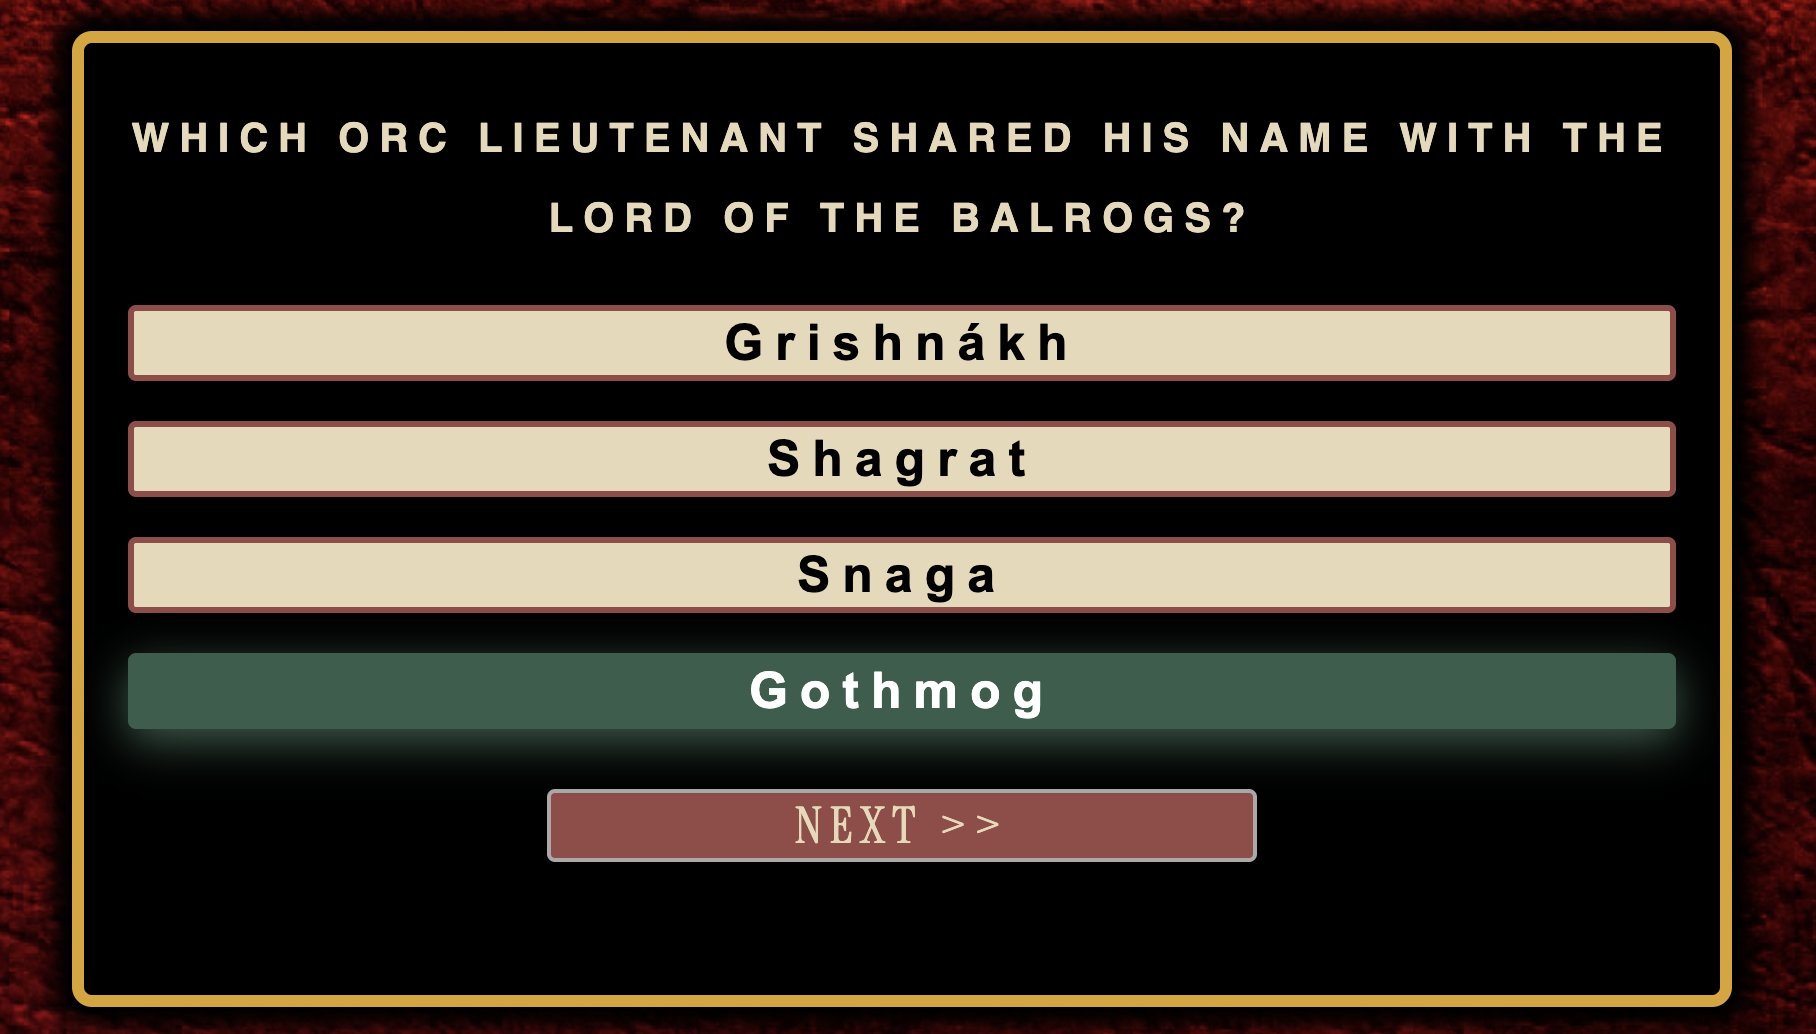 WHICH ORC LIEUTENANT SHARED HIS NAME WITH THE
LORD OF THE BALROGS?
Grishnákh
Shagrat
Snaga
Gothmog
NEXT >>